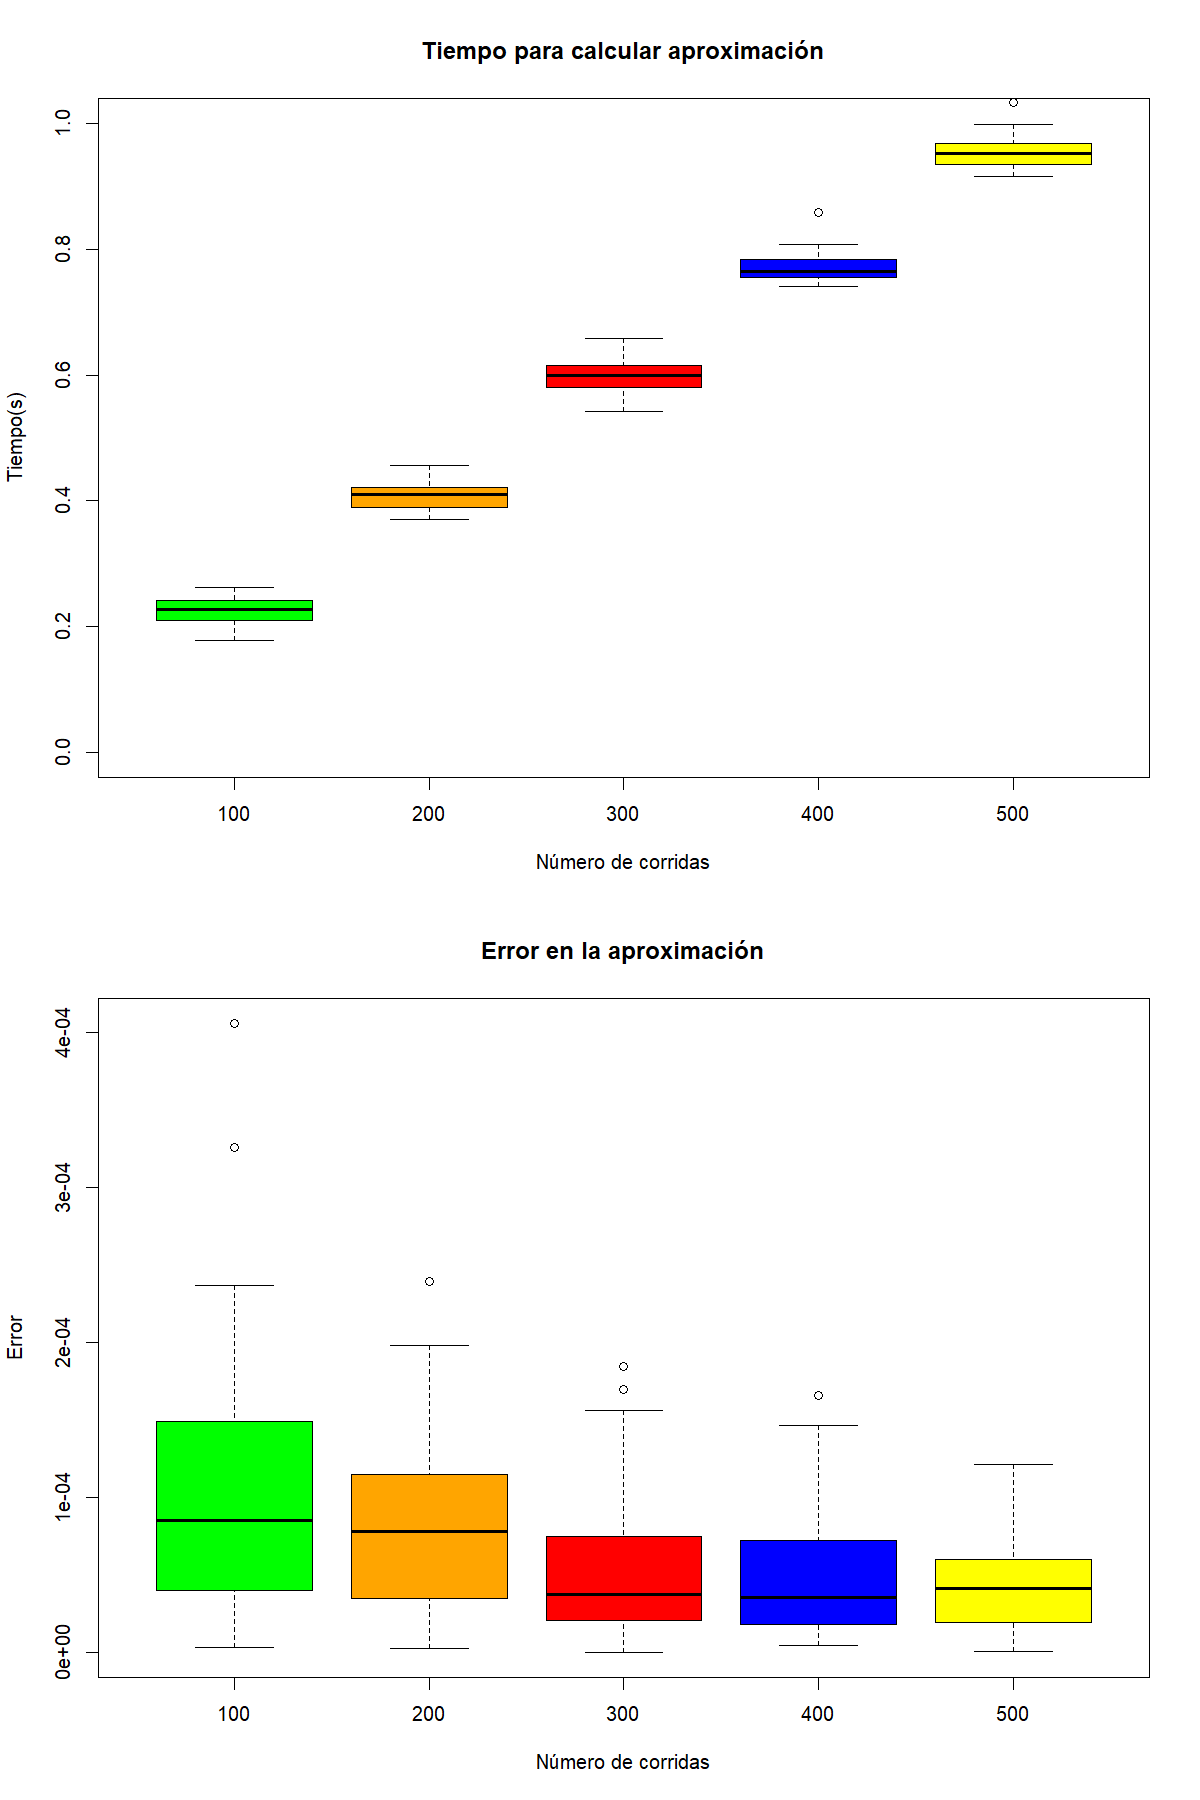 Tiempo para calcular aproximación
Tiempo(s)
1.0
0.8
0.6
0.4
0.2
0.0
100 200 300 400 500
Número de corridas
Error en la aproximación
Error
4e-04
3e-04
2e-04
1e-04
0e+00
100 200 300 400 500
Número de corridas